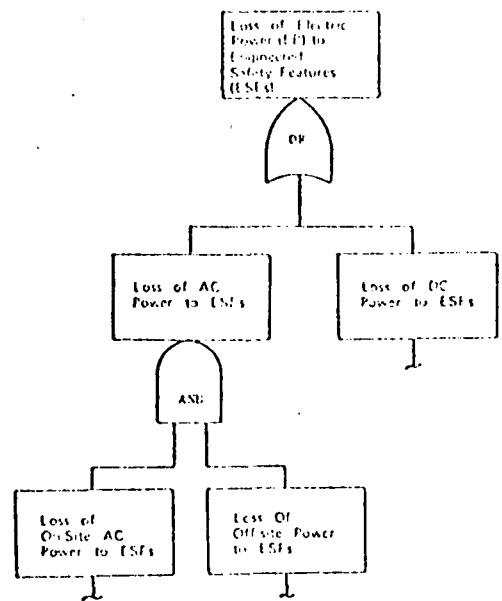 Loss of Electric
Power (EP) to
Engineered
Safety Features
(ESFs)
OR
Loss of AC
Power to ESFs
Loss of DC
Power to ESFs
AND
Loss of
On-Site AC
Power to ESFs
Loss Of
Off-site Power
to ESFs